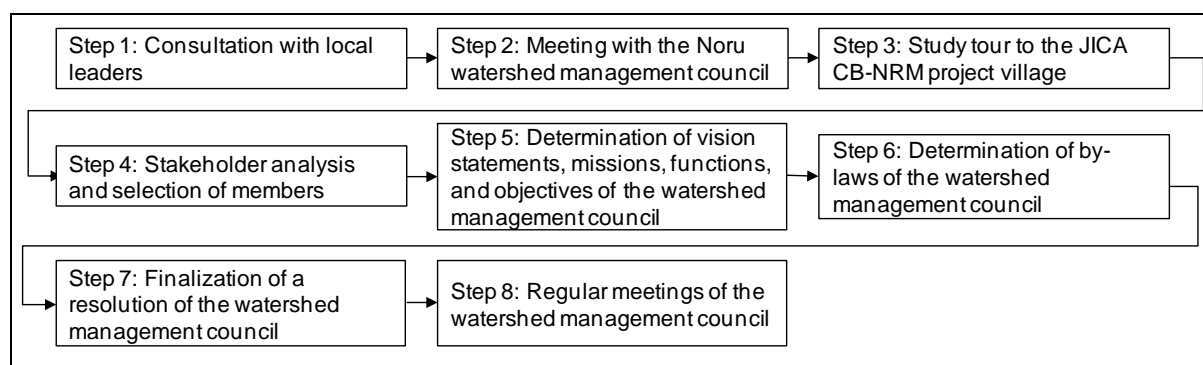 Step 1: Consultation with local
leaders
Step 2: Meeting with the Noru
watershed management council
Step 3: Study tour to the JICA
CB-NRM project village
Step 4: Stakeholder analysis
and selection of members
Step 5: Determination of vision
statements, missions, functions,
and objectives of the watershed
management council
Step 6: Determination of by-
laws of the watershed
management council
Step 7: Finalization of a
resolution of the watershed
management council
Step 8: Regular meetings of the
watershed management council